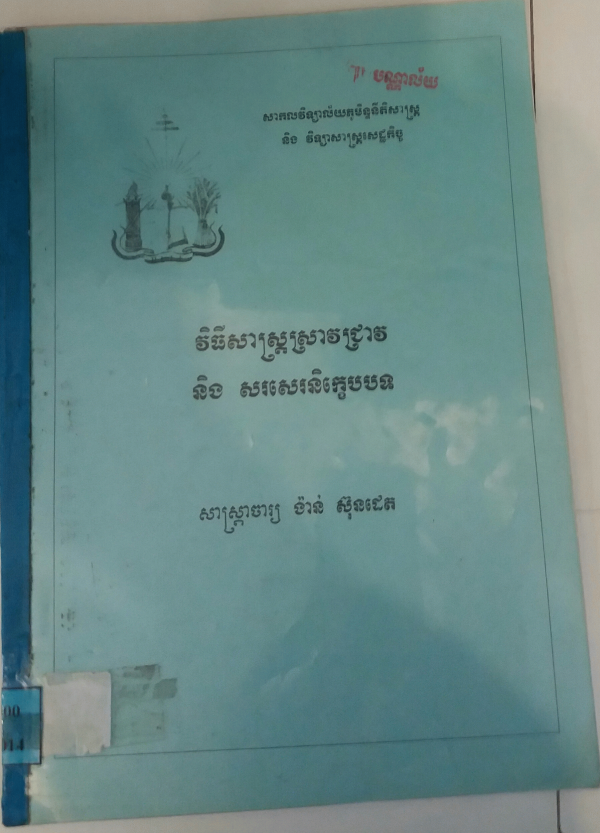 បណ្ណាល័យ
សាកលវិទ្យាល័យភូមិន្ទនីតិសាស្ត្រ
និង វិទ្យាសាស្ត្រសេដ្ឋកិច្ច
វិធីសាស្ត្រស្រាវជ្រាវ
និង សរសេរនិក្ខេបបទ
សាស្ត្រាចារ្យ ង៉ាន់ ស៊ុនដេត
00
014